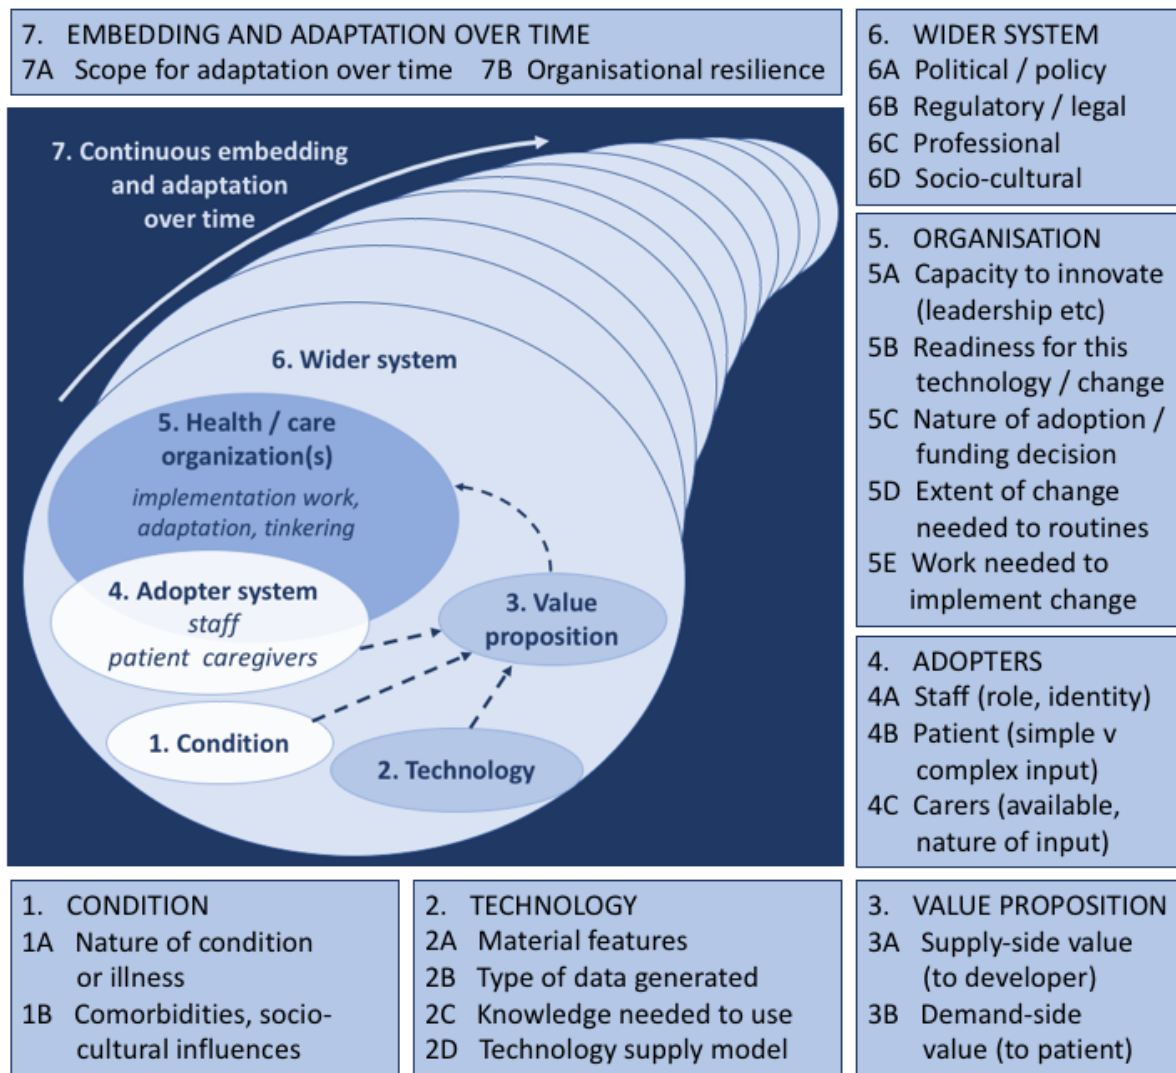 7. EMBEDDING AND ADAPTATION OVER TIME
7A Scope for adaptation over time 7B Organisational resilience
7. Continuous embedding
and adaptation
over time
6. Wider system
5. Health / care
organization(s)
implementation work,
adaptation, tinkering
4. Adopter system
staff
patient caregivers
3. Value
proposition
1. Condition
2. Technology
6. WIDER SYSTEM
6A Political / policy
6B Regulatory / legal
6C Professional
6D Socio-cultural
5. ORGANISATION
5A Capacity to innovate
(leadership etc)
5B Readiness for this
technology / change
5C Nature of adoption /
funding decision
5D Extent of change
needed to routines
5E Work needed to
implement change
4. ADOPTERS
4A Staff (role, identity)
4B Patient (simple v
complex input)
4C Carers (available,
nature of input)
1. CONDITION
1A Nature of condition
or illness
1B Comorbidities, socio-
cultural influences
2. TECHNOLOGY
2A Material features
2B Type of data generated
2C Knowledge needed to use
2D Technology supply model
3. VALUE PROPOSITION
3A Supply-side value
(to developer)
3B Demand-side
value (to patient)